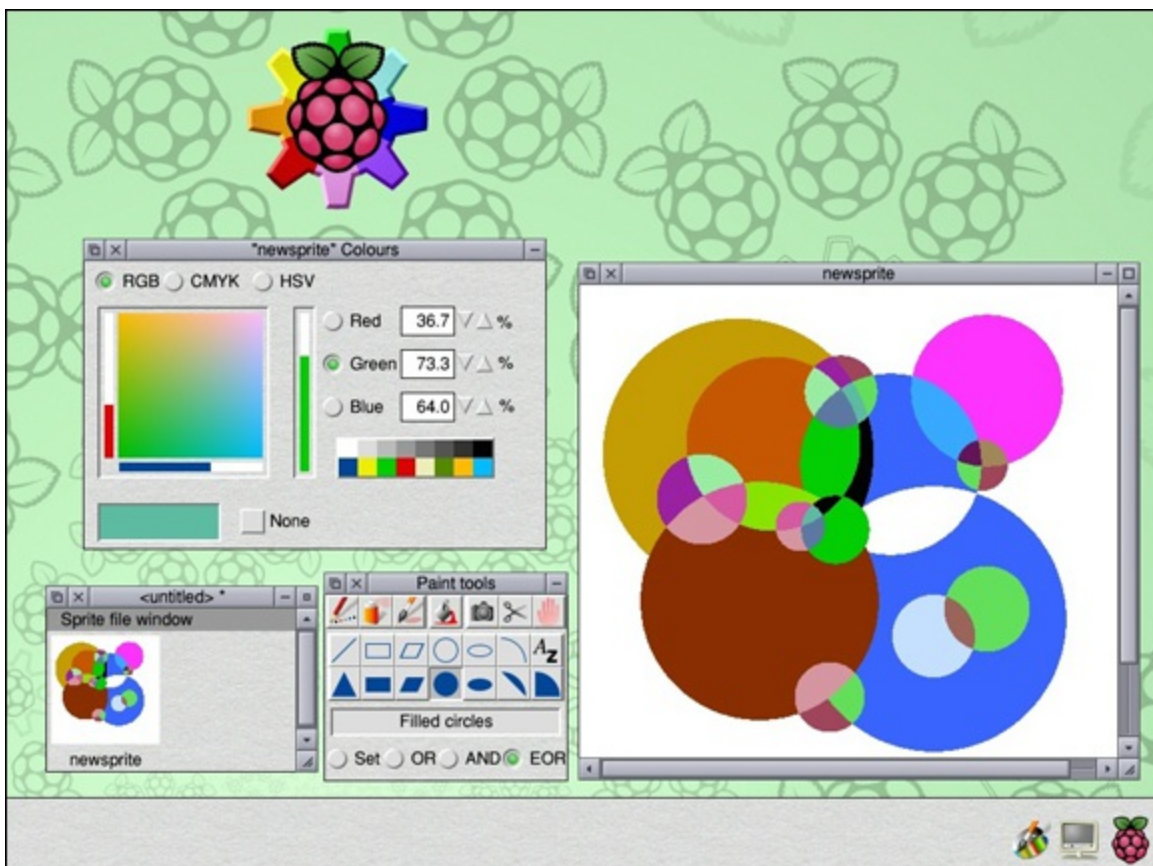 "newsprite" Colours
RGB CMYK HSV
Red 36.7 %
Green 73.3 %
Blue 64.0 %
None
newsprite
<untitled> *
Sprite file window
newsprite
Paint tools
A z
Filled circles
Set OR AND EOR